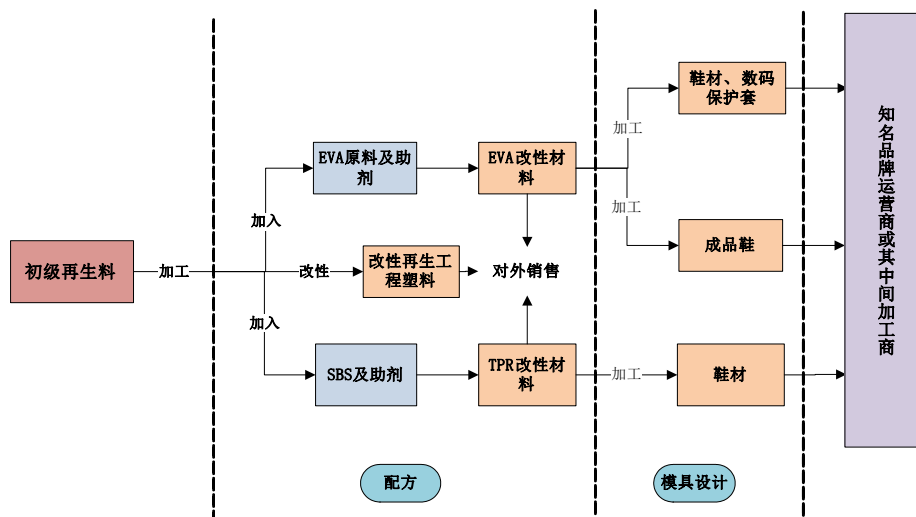 初级再生料
加工
加入
改性
加入
EVA原料及助
剂
改性再生工
程塑料
SBS及助剂
EVA改性材
料
对外销售
TPR改性材
料
配方
加工
加工
加工
鞋材、数码
保护套
成品鞋
鞋材
模具设计
知名品牌运营商或其中间加工商